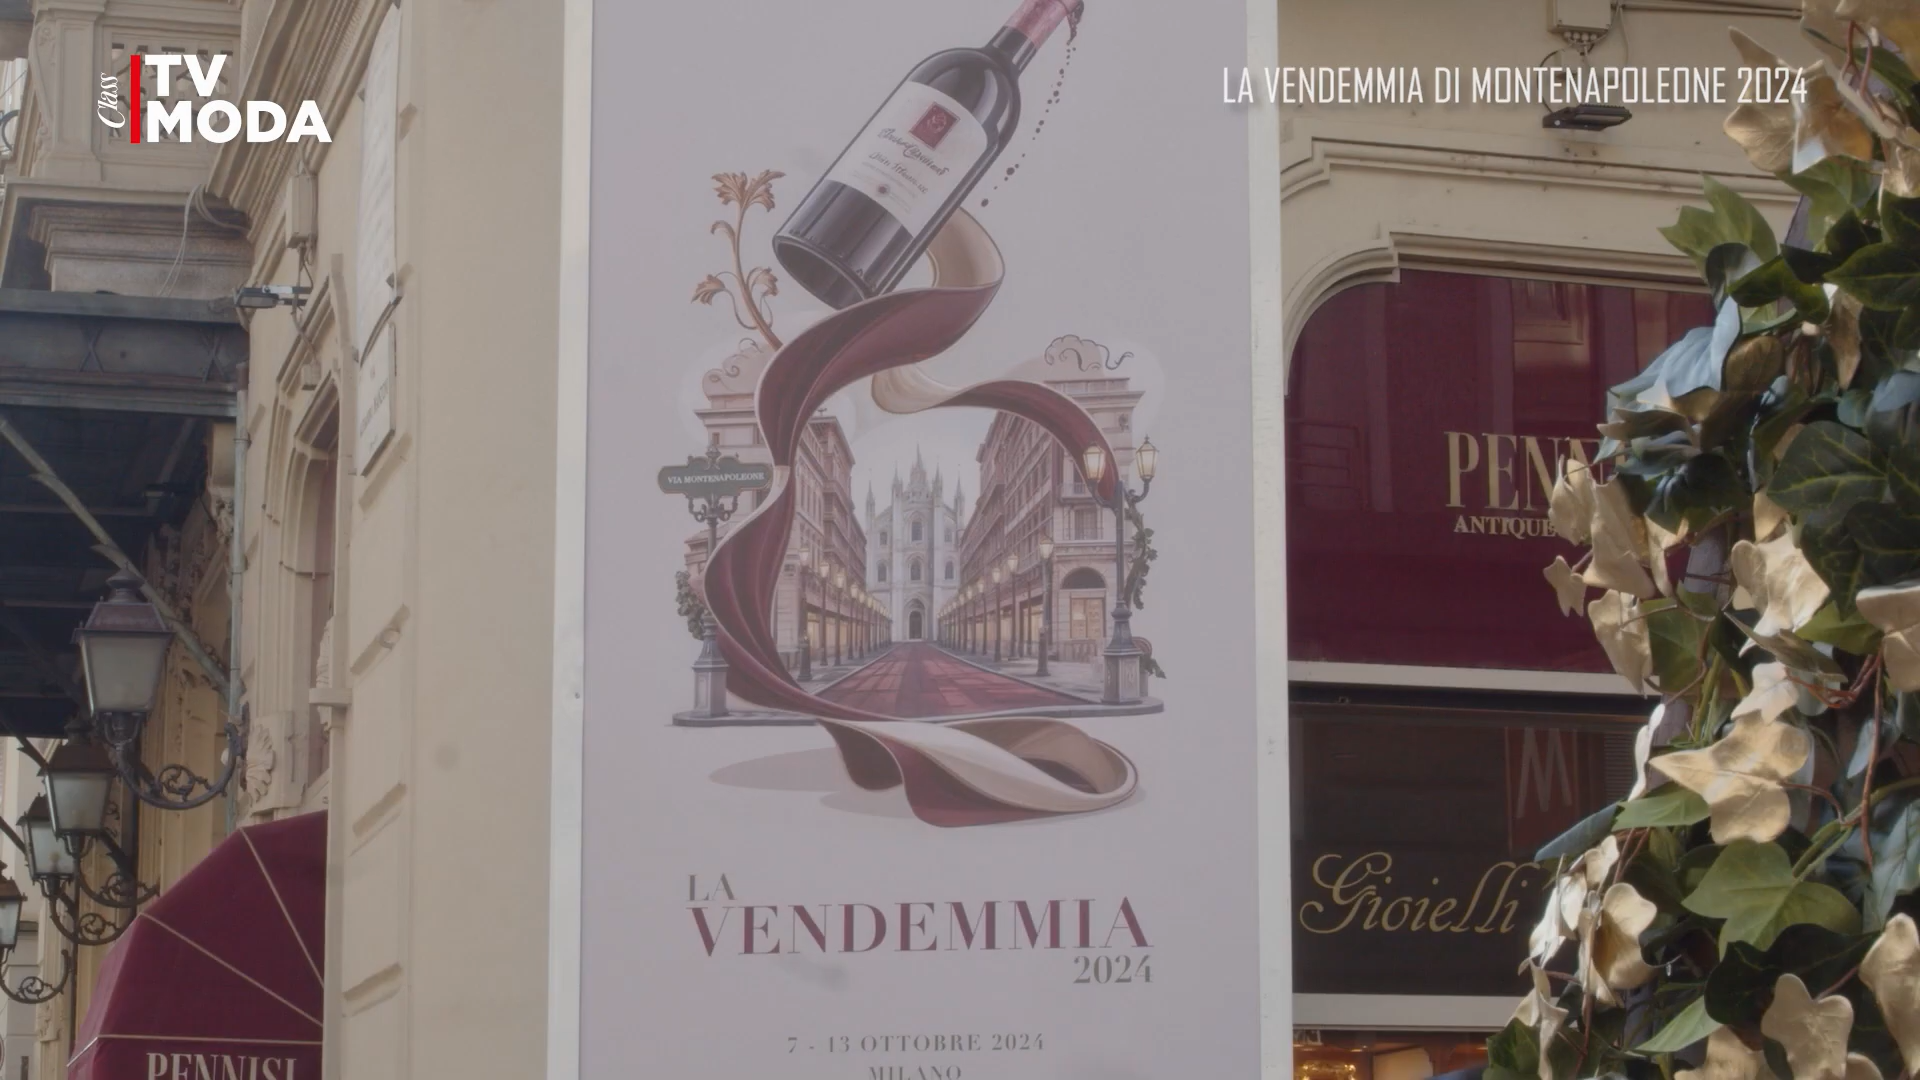 Class
TV
MODA
LA VENDEMMIA DI MONTENAPOLEONE 2024
VIA MONTENAPOLEONE
PENN
ANTIQUE
Gioielli
LA
VENDEMMIA
2024
7 - 13 OTTOBRE 2024
MILANO
PENNISI